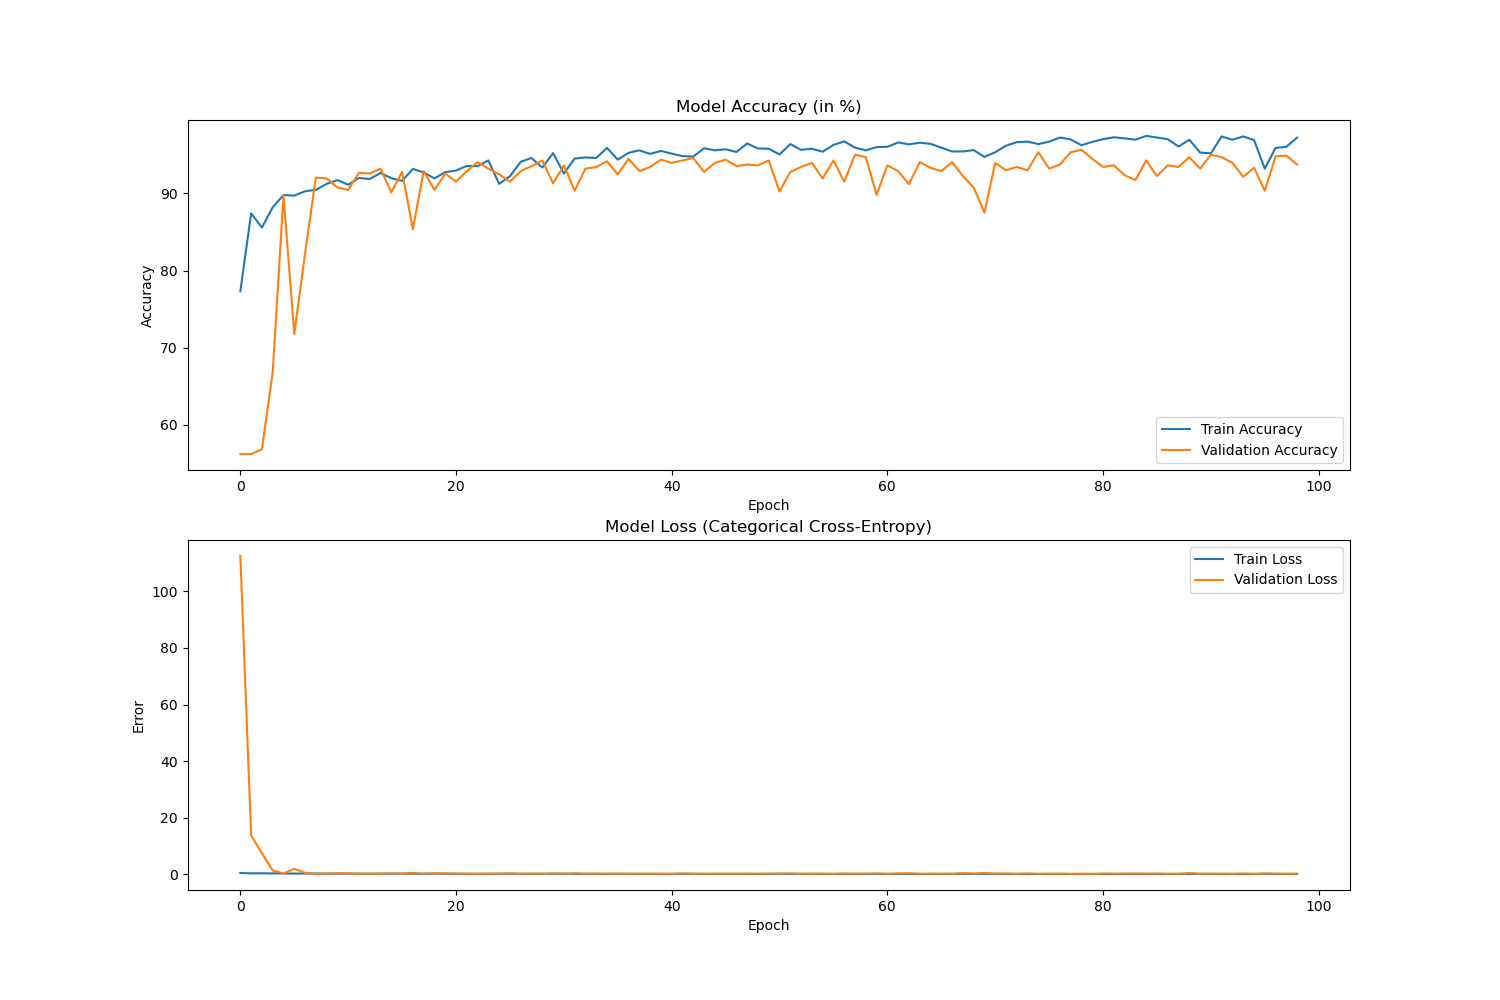 Model Accuracy (in %)
90
80
70
60
Accuracy
Train Accuracy
Validation Accuracy
0 20 40 60 80 100
Epoch
Model Loss (Categorical Cross-Entropy)
Train Loss
Validation Loss
100
80
60
40
20
0
Error
0 20 40 60 80 100
Epoch